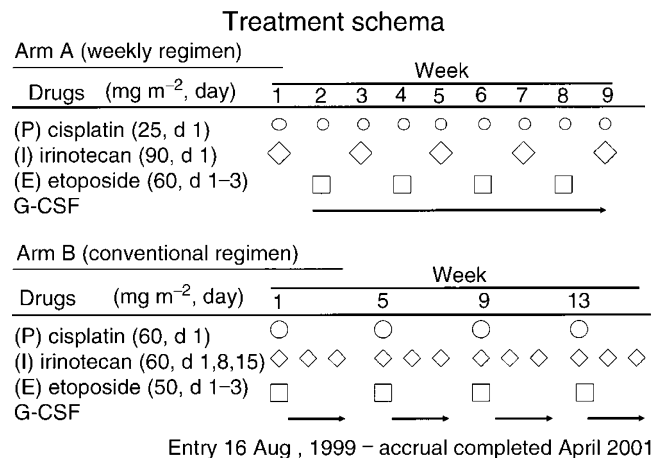 Treatment schema
Arm A (weekly regimen)
Week
Drugs (mg m⁻², day) 1 2 3 4 5 6 7 8 9
(P) cisplatin (25, d 1)
(I) irinotecan (90, d 1)
(E) etoposide (60, d 1–3)
G-CSF
Arm B (conventional regimen)
Week
Drugs (mg m⁻², day) 1 5 9 13
(P) cisplatin (60, d 1)
(I) irinotecan (60, d 1,8,15)
(E) etoposide (50, d 1–3)
G-CSF
Entry 16 Aug , 1999 – accrual completed April 2001